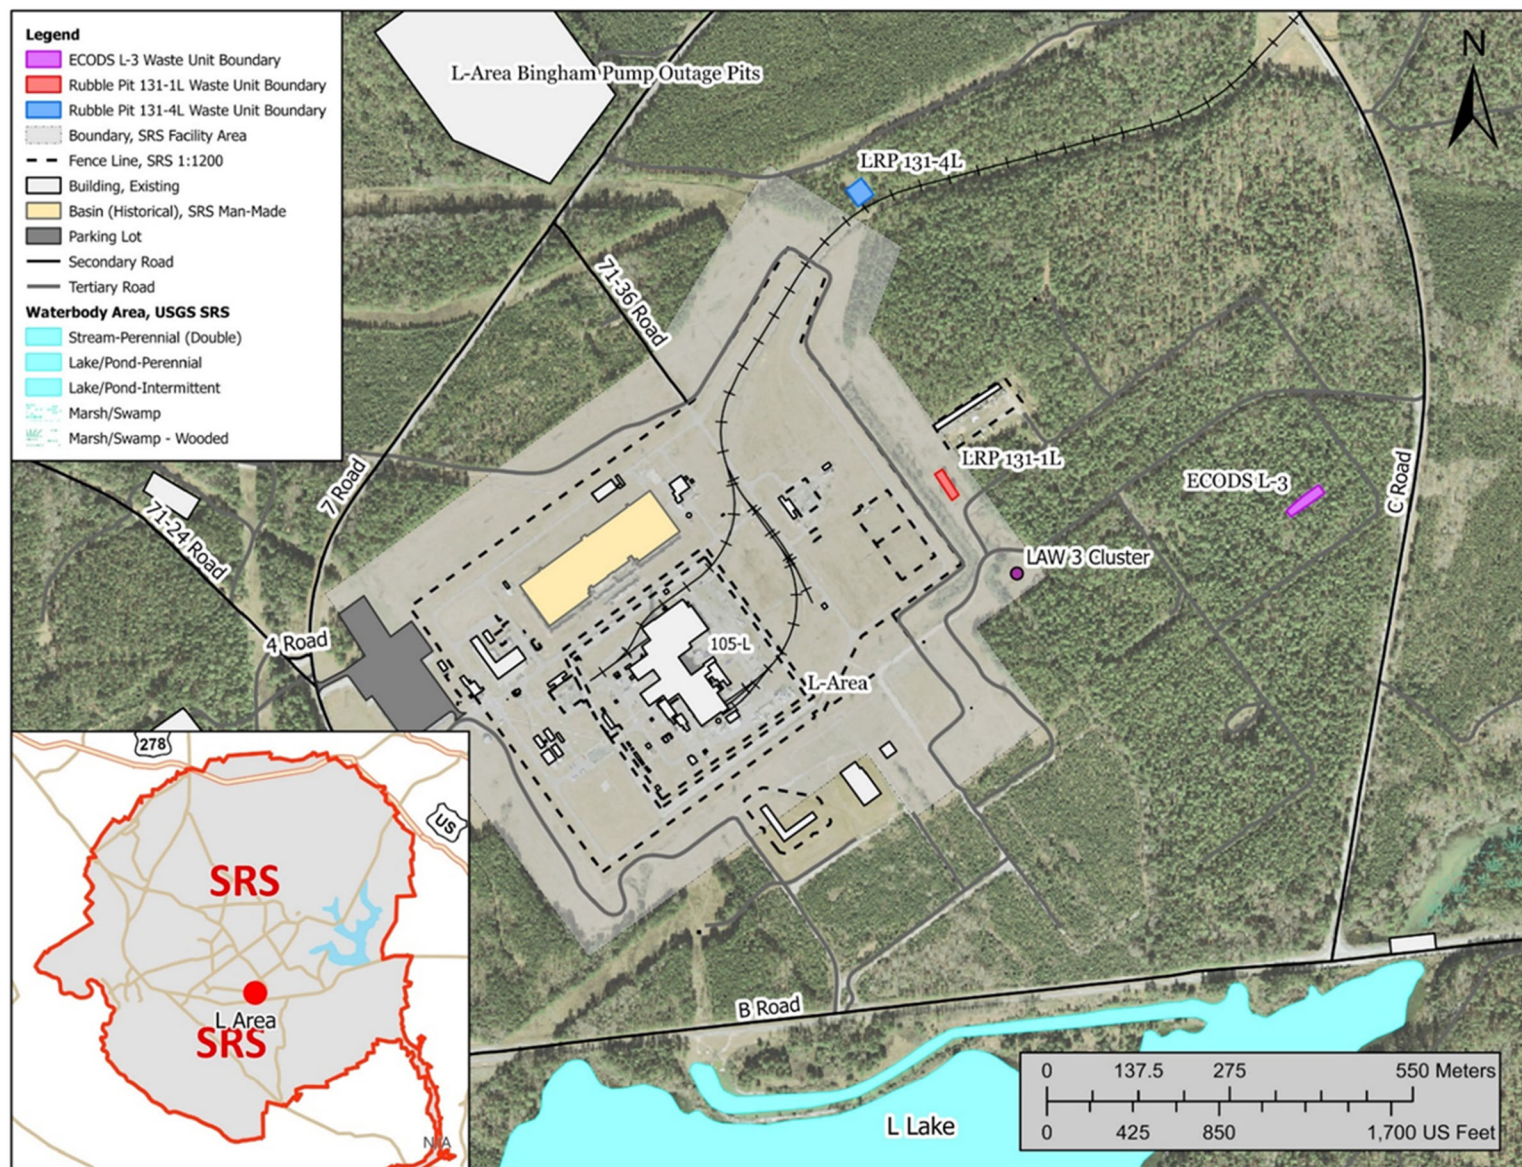 Legend
ECODS L-3 Waste Unit Boundary
Rubble Pit 131-1L Waste Unit Boundary
Rubble Pit 131-4L Waste Unit Boundary
Boundary, SRS Facility Area
Fence Line, SRS 1:1200
Building, Existing
Basin (Historical), SRS Man-Made
Parking Lot
Secondary Road
Tertiary Road
Waterbody Area, USGS SRS
Stream-Perennial (Double)
Lake/Pond-Perennial
Lake/Pond-Intermittent
Marsh/Swamp
Marsh/Swamp - Wooded
L-Area Bingham Pump Outage Pits
N
LRP 131-4L
71-36 Road
LRP 131-1L
ECODS L-3
C Road
7 Road
71-24 Road
LAW 3 Cluster
4 Road
105-L
L-Area
B Road
L Lake
278
US
SRS
L Area
SRS
N/A
0 137.5 275 550 Meters
0 425 850 1,700 US Feet